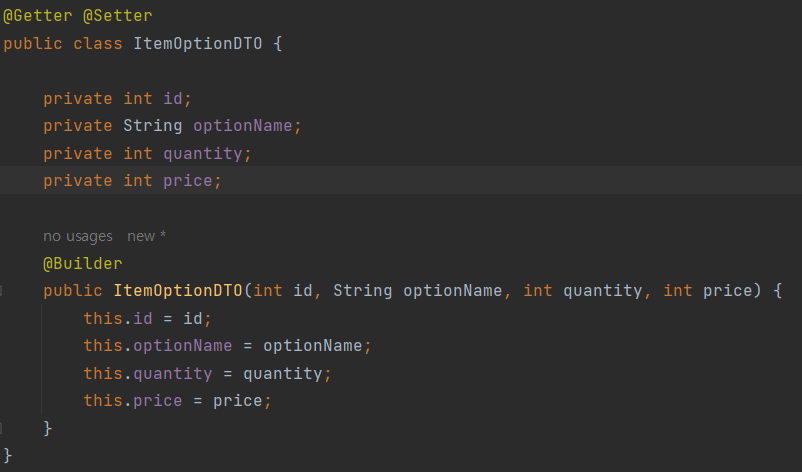 @Getter @Setter
public class ItemOptionDTO {
private int id;
private String optionName;
private int quantity;
private int price;
no usages new *
@Builder
public ItemOptionDTO(int id, String optionName, int quantity, int price) {
this.id = id;
this.optionName = optionName;
this.quantity = quantity;
this.price = price;
}
}